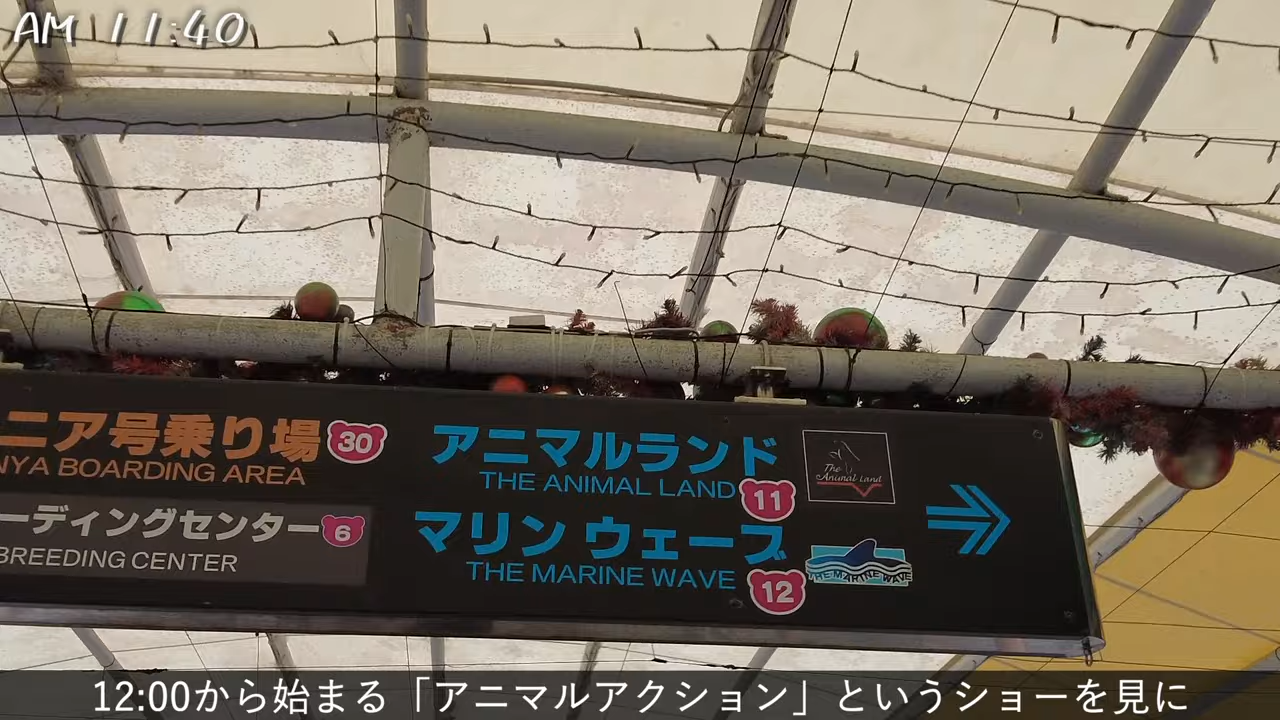 AM 11:40
ニア号乗り場 30
NYA BOARDING AREA
ーディングセンター 6
BREEDING CENTER
アニマルランド
THE ANIMAL LAND 11
The Animal Land
マリン ウェーブ
THE MARINE WAVE 12
THE MARINE WAVE
12:00から始まる「アニマルアクション」というショーを見に